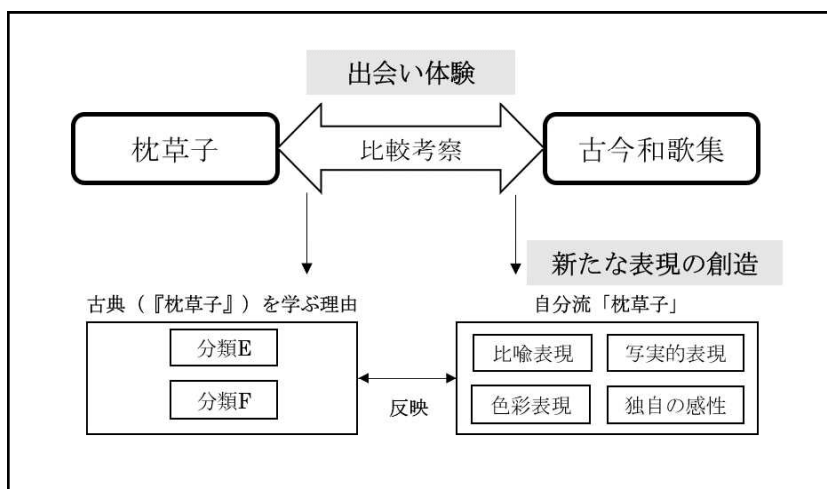 出会い体験
枕草子
比較考察
古今和歌集
新たな表現の創造
古典（『枕草子』）を学ぶ理由
自分流「枕草子」
分類E
分類F
反映
比喩表現
写実的表現
色彩表現
独自の感性